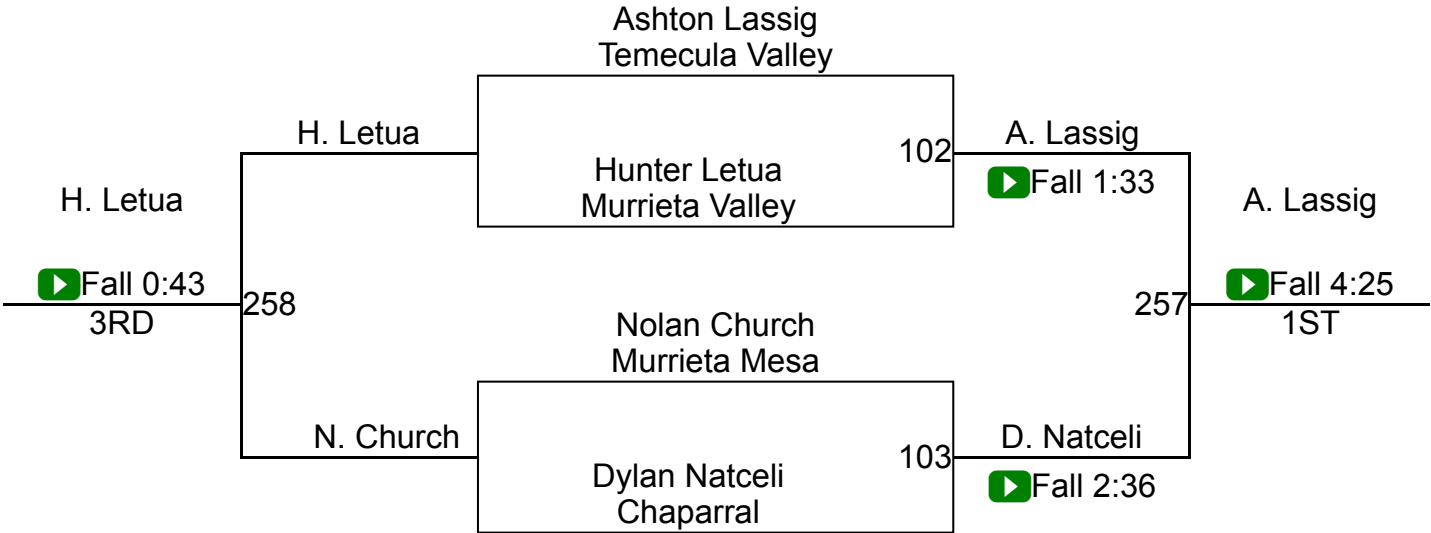 Ashton Lassig
Temecula Valley
H. Letua
102
A. Lassig
Hunter Letua
Murrieta Valley
Fall 1:33
H. Letua
A. Lassig
Fall 0:43
258
257
Fall 4:25
3RD
1ST
Nolan Church
Murrieta Mesa
N. Church
103
D. Natceli
Dylan Natceli
Chaparral
Fall 2:36